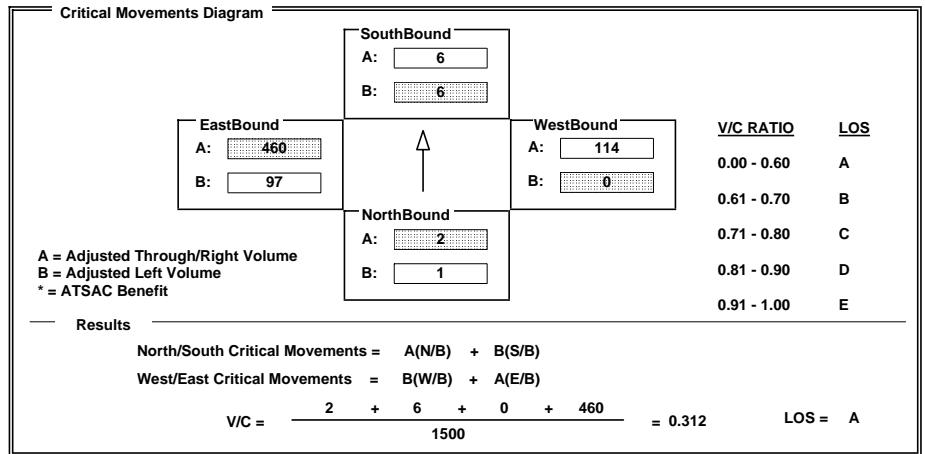 Critical Movements Diagram
SouthBound
A: 6
B: 6
EastBound
A: 460
B: 97
WestBound
A: 114
B: 0
NorthBound
A: 2
B: 1
V/C RATIO LOS
0.00 - 0.60 A
0.61 - 0.70 B
0.71 - 0.80 C
0.81 - 0.90 D
0.91 - 1.00 E
A = Adjusted Through/Right Volume
B = Adjusted Left Volume
* = ATSAC Benefit
Results
North/South Critical Movements = A(N/B) + B(S/B)
West/East Critical Movements = B(W/B) + A(E/B)
V/C = 2 + 6 + 0 + 460 = 0.312 LOS = A
1500